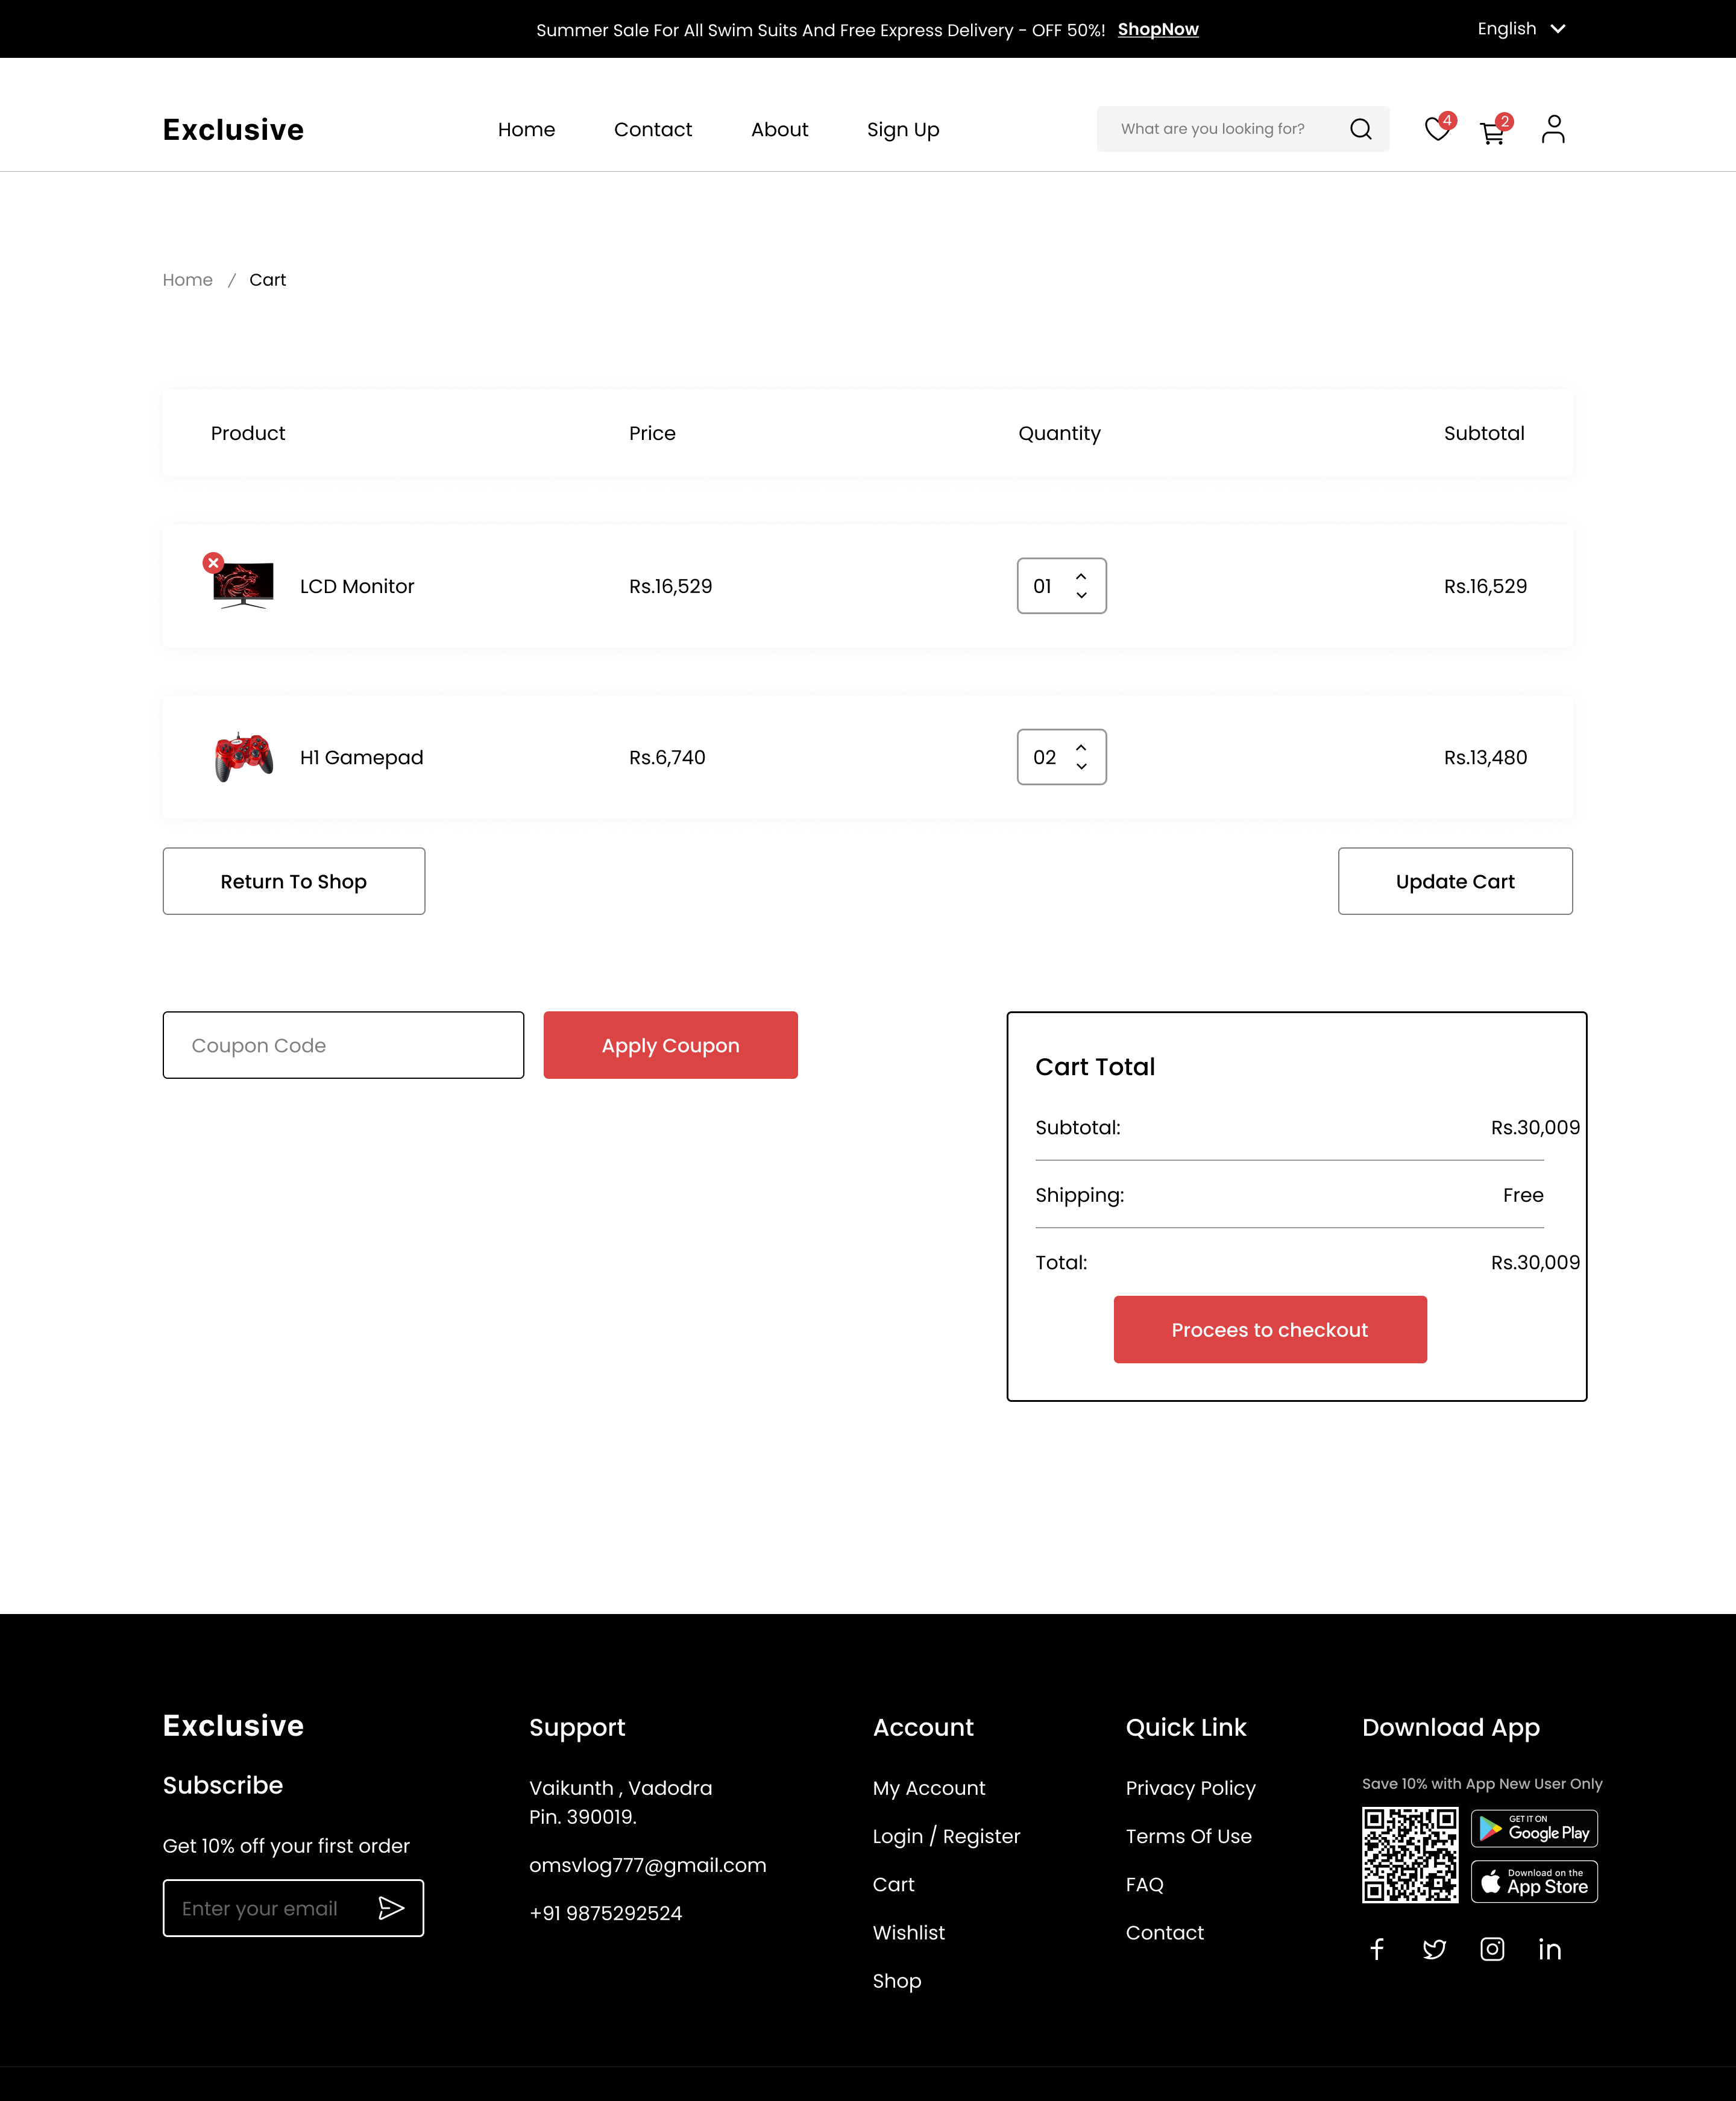 Summer Sale For All Swim Suits And Free Express Delivery - OFF 50%! ShopNow
English
Exclusive
Home Contact About Sign Up
What are you looking for?
4
2
Home / Cart
Product Price Quantity Subtotal
LCD Monitor Rs.16,529 01 Rs.16,529
H1 Gamepad Rs.6,740 02 Rs.13,480
Return To Shop Update Cart
Coupon Code Apply Coupon
Cart Total
Subtotal: Rs.30,009
Shipping: Free
Total: Rs.30,009
Procees to checkout
Exclusive
Subscribe
Get 10% off your first order
Enter your email
Support
Vaikunth , Vadodra
Pin. 390019.
omsvlog777@gmail.com
+91 9875292524
Account
My Account
Login / Register
Cart
Wishlist
Shop
Quick Link
Privacy Policy
Terms Of Use
FAQ
Contact
Download App
Save 10% with App New User Only
GET IT ON
Google Play
Download on the
App Store